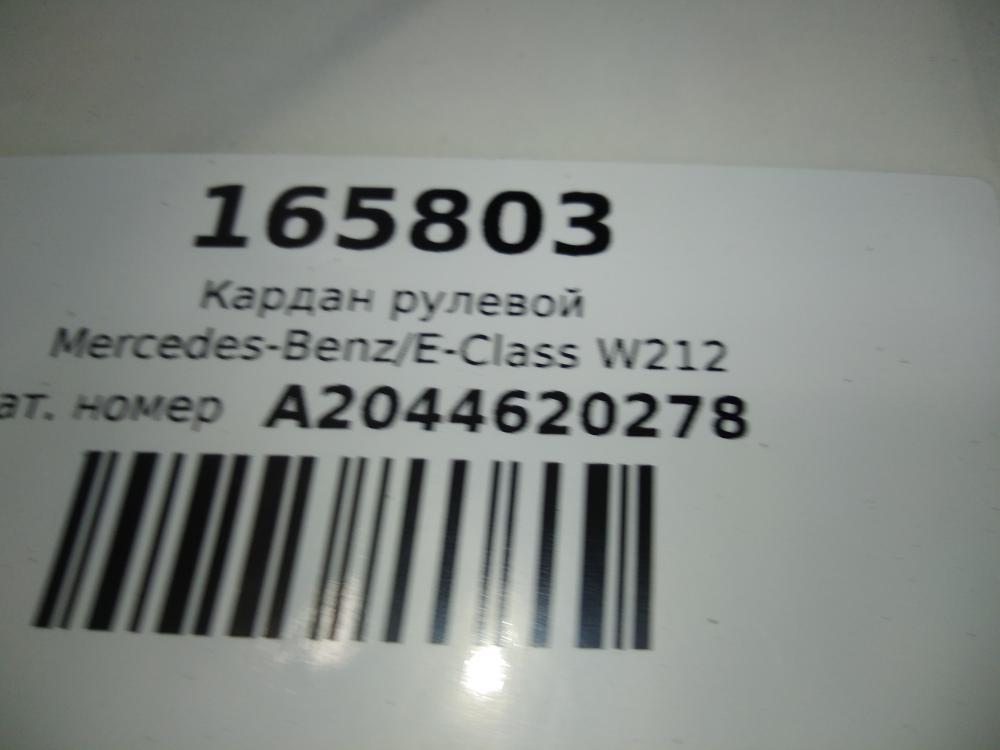 165803
Кардан рулевой
Mercedes-Benz/E-Class W212
ат. номер A2044620278